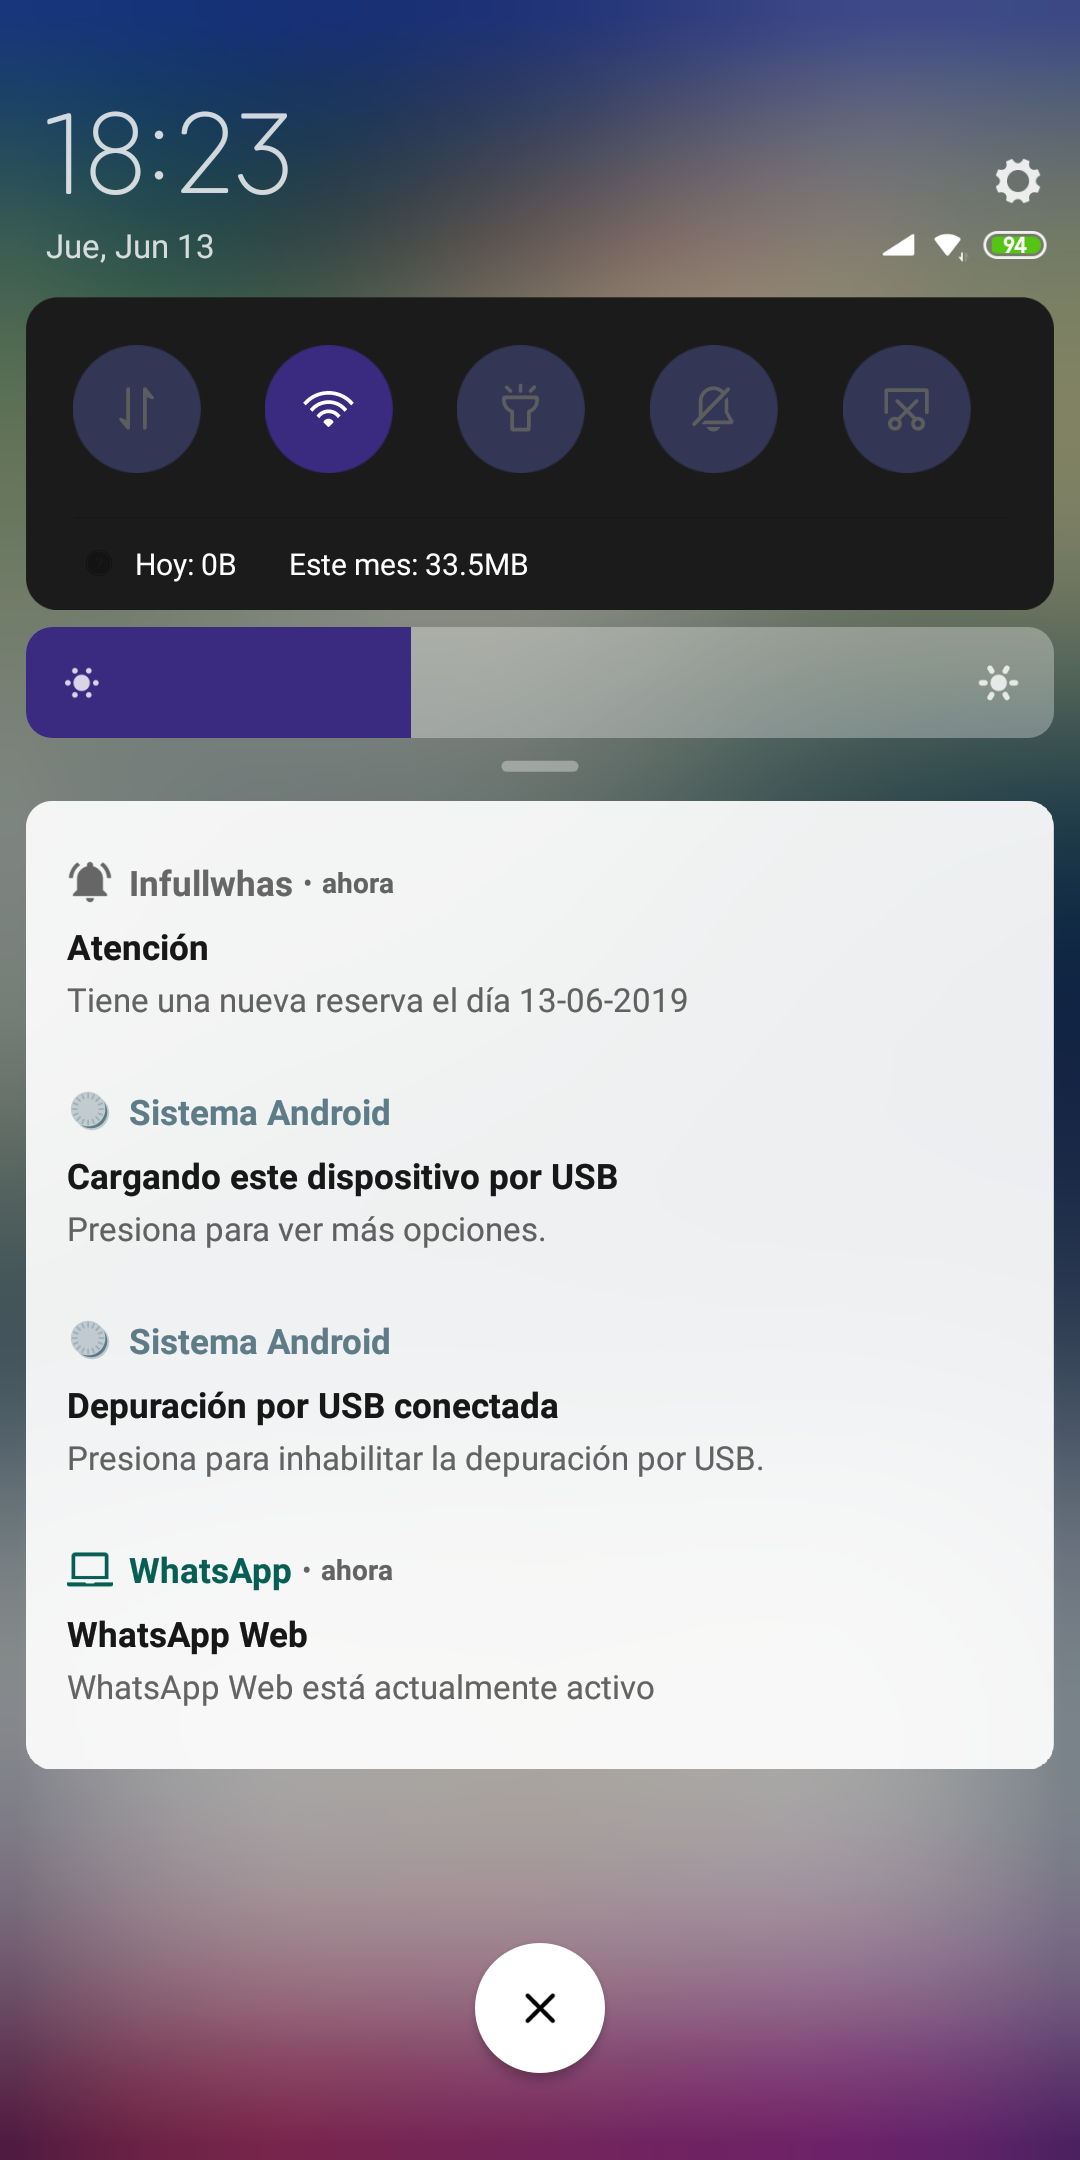 18:23
Jue, Jun 13
94
Hoy: 0B Este mes: 33.5MB
Infullwhas · ahora
Atención
Tiene una nueva reserva el día 13-06-2019
Sistema Android
Cargando este dispositivo por USB
Presiona para ver más opciones.
Sistema Android
Depuración por USB conectada
Presiona para inhabilitar la depuración por USB.
WhatsApp · ahora
WhatsApp Web
WhatsApp Web está actualmente activo